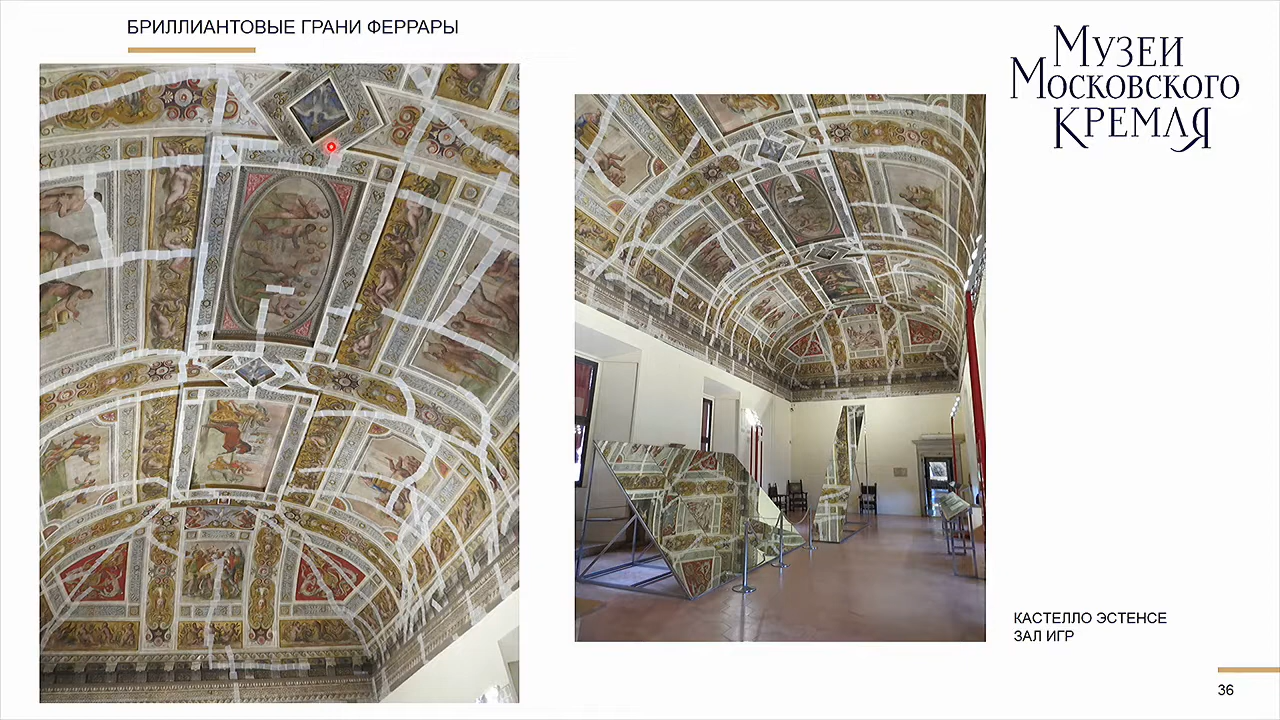 БРИЛЛИАНТОВЫЕ ГРАНИ ФЕРРАРЫ
Музеи
Московского
Кремля
КАСТЕЛЛО ЭСТЕНСЕ
ЗАЛ ИГР
36